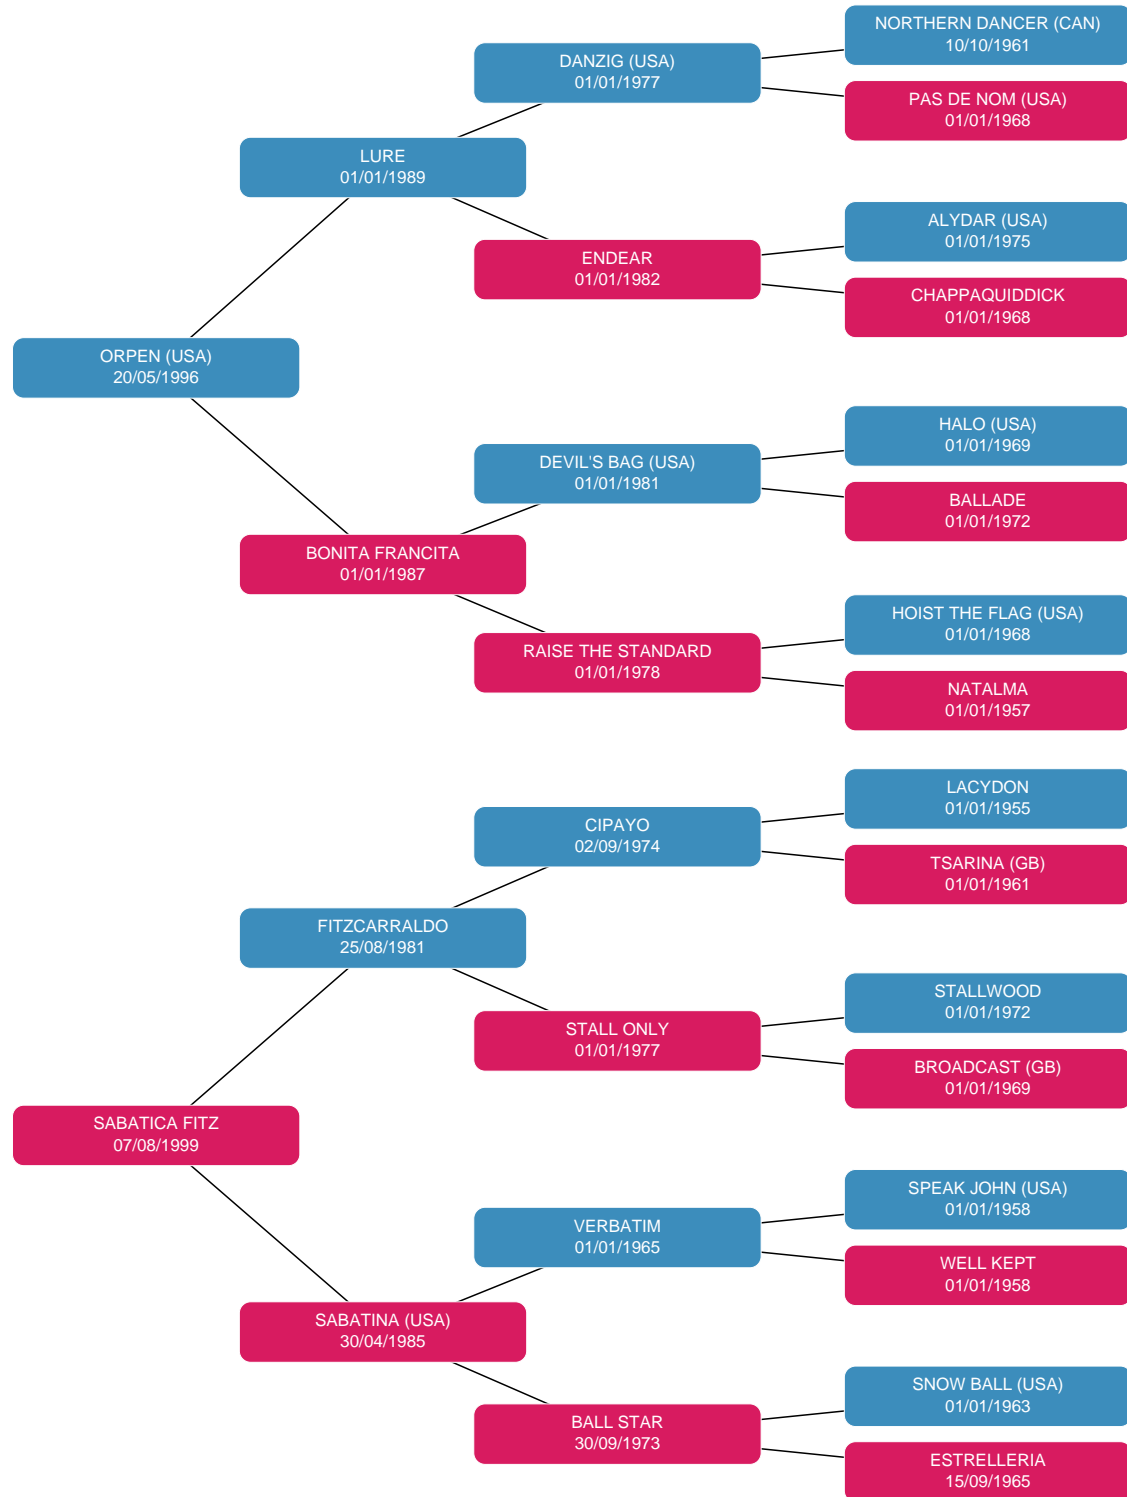 NORTHERN DANCER (CAN)
10/10/1961
DANZIG (USA)
01/01/1977
PAS DE NOM (USA)
01/01/1968
LURE
01/01/1989
ALYDAR (USA)
01/01/1975
ENDEAR
01/01/1982
CHAPPAQUIDDICK
01/01/1968
ORPEN (USA)
20/05/1996
HALO (USA)
01/01/1969
DEVIL'S BAG (USA)
01/01/1981
BALLADE
01/01/1972
BONITA FRANCITA
01/01/1987
HOIST THE FLAG (USA)
01/01/1968
RAISE THE STANDARD
01/01/1978
NATALMA
01/01/1957
LACYDON
01/01/1955
CIPAYO
02/09/1974
TSARINA (GB)
01/01/1961
FITZCARRALDO
25/08/1981
STALLWOOD
01/01/1972
STALL ONLY
01/01/1977
BROADCAST (GB)
01/01/1969
SABATICA FITZ
07/08/1999
SPEAK JOHN (USA)
01/01/1958
VERBATIM
01/01/1965
WELL KEPT
01/01/1958
SABATINA (USA)
30/04/1985
SNOW BALL (USA)
01/01/1963
BALL STAR
30/09/1973
ESTRELLERIA
15/09/1965